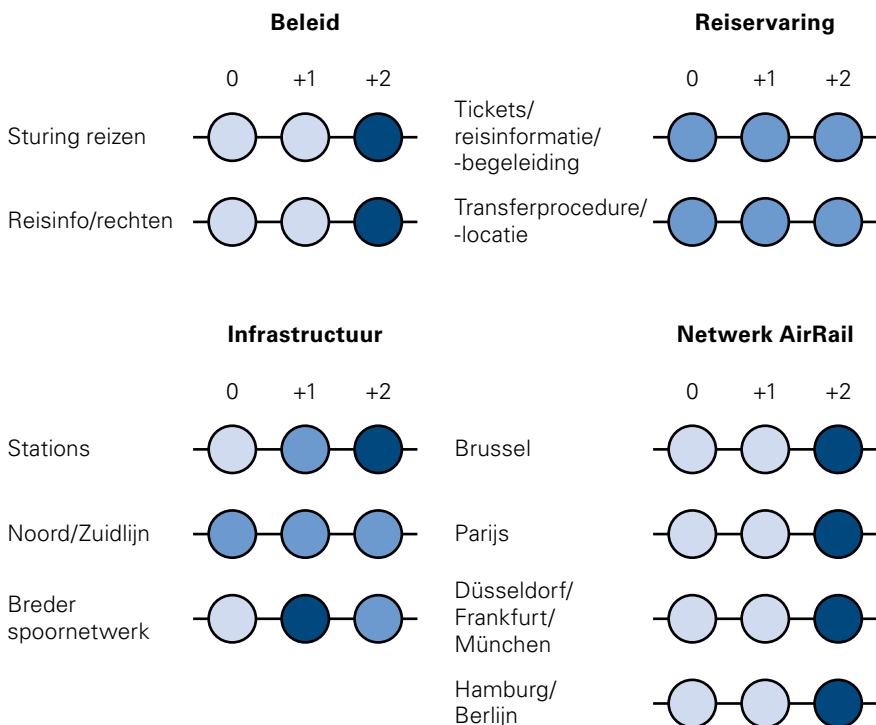 Beleid
0 +1 +2
Sturing reizen
Reisinfo/rechten
Reiservaring
0 +1 +2
Tickets/
reisinformatie/
-begeleiding
Transferprocedure/
-locatie
Infrastructuur
0 +1 +2
Stations
Noord/Zuidlijn
Breder
spoornetwerk
Netwerk AirRail
0 +1 +2
Brussel
Parijs
Düsseldorf/
Frankfurt/
München
Hamburg/
Berlijn